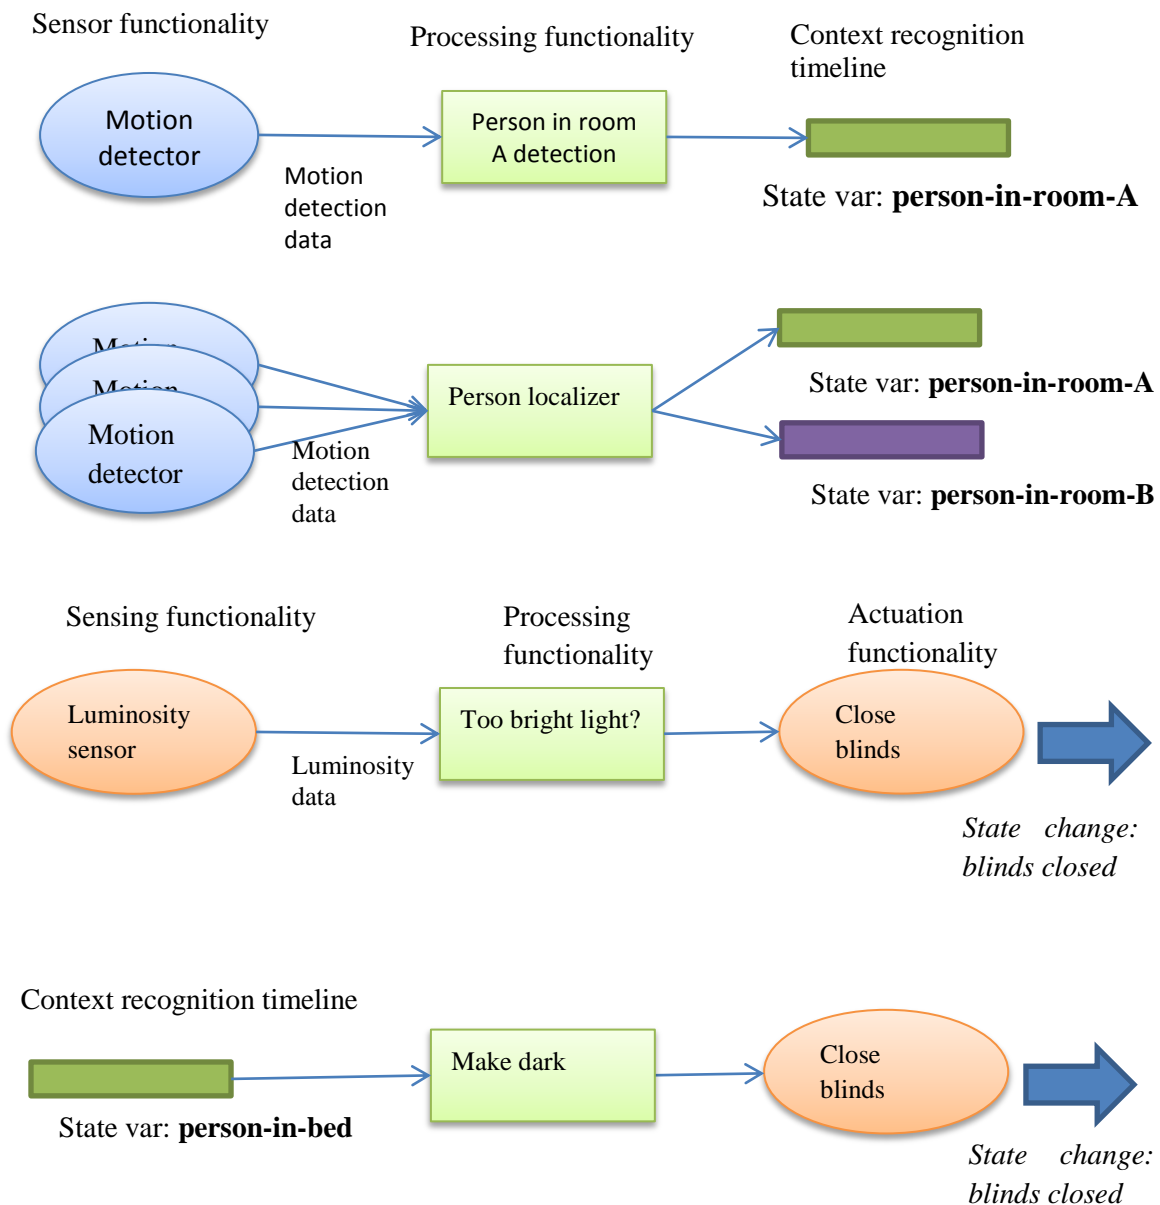 Sensor functionality
Processing functionality
Context recognition
timeline
Motion
detector
Person in room
A detection
Motion
detection
data
State var: person-in-room-A
Motion
Motion
Motion
detector
Person localizer
Motion
detection
data
State var: person-in-room-A
State var: person-in-room-B
Sensing functionality
Processing
functionality
Actuation
functionality
Luminosity
sensor
Too bright light?
Close
blinds
Luminosity
data
State change:
blinds closed
Context recognition timeline
Make dark
Close
blinds
State var: person-in-bed
State change:
blinds closed